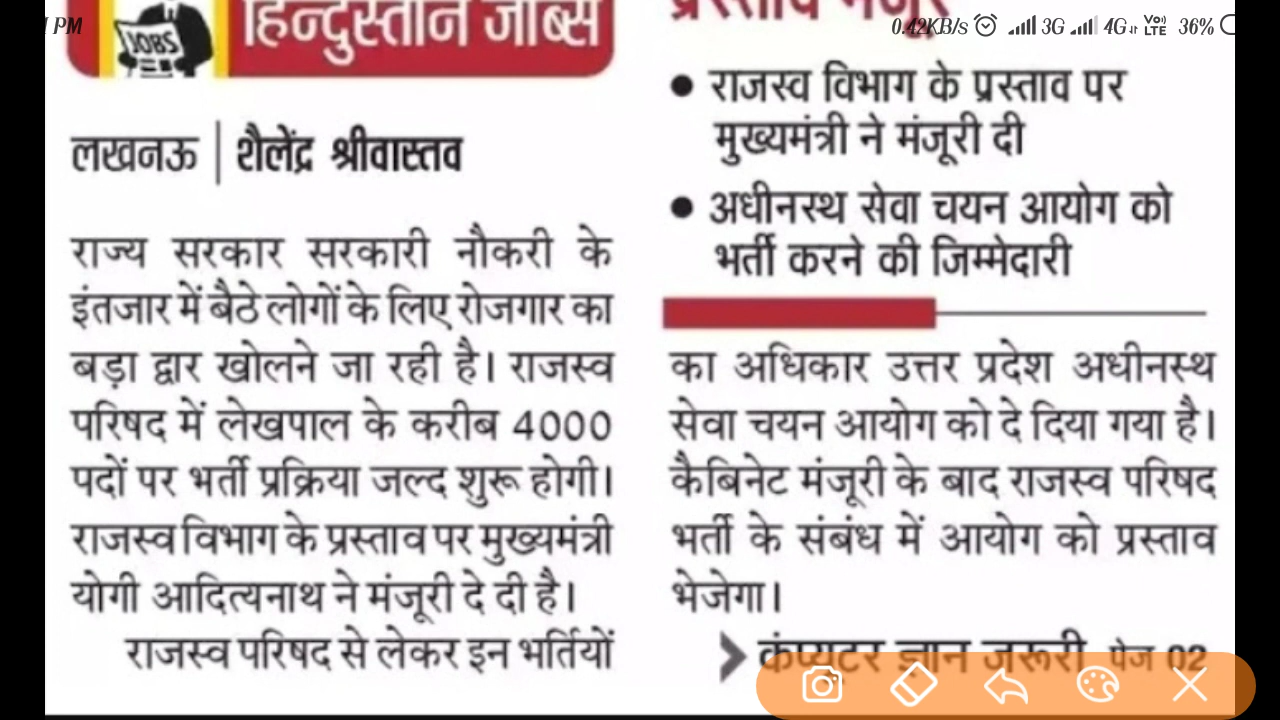 PM
0.42KB/s 3G 4G VoLTE 36%
JOBS
हिन्दुस्तान जॉब्स
लखनऊ | शैलेंद्र श्रीवास्तव
राज्य सरकार सरकारी नौकरी के
इंतजार में बैठे लोगों के लिए रोजगार का
बड़ा द्वार खोलने जा रही है। राजस्व
परिषद में लेखपाल के करीब 4000
पदों पर भर्ती प्रक्रिया जल्द शुरू होगी।
राजस्व विभाग के प्रस्ताव पर मुख्यमंत्री
योगी आदित्यनाथ ने मंजूरी दे दी है।
राजस्व परिषद से लेकर इन भर्तियों
प्रस्ताव मंजूर
● राजस्व विभाग के प्रस्ताव पर
मुख्यमंत्री ने मंजूरी दी
● अधीनस्थ सेवा चयन आयोग को
भर्ती करने की जिम्मेदारी
का अधिकार उत्तर प्रदेश अधीनस्थ
सेवा चयन आयोग को दे दिया गया है।
कैबिनेट मंजूरी के बाद राजस्व परिषद
भर्ती के संबंध में आयोग को प्रस्ताव
भेजेगा।
कंप्यूटर ज्ञान जरूरी पेज 02